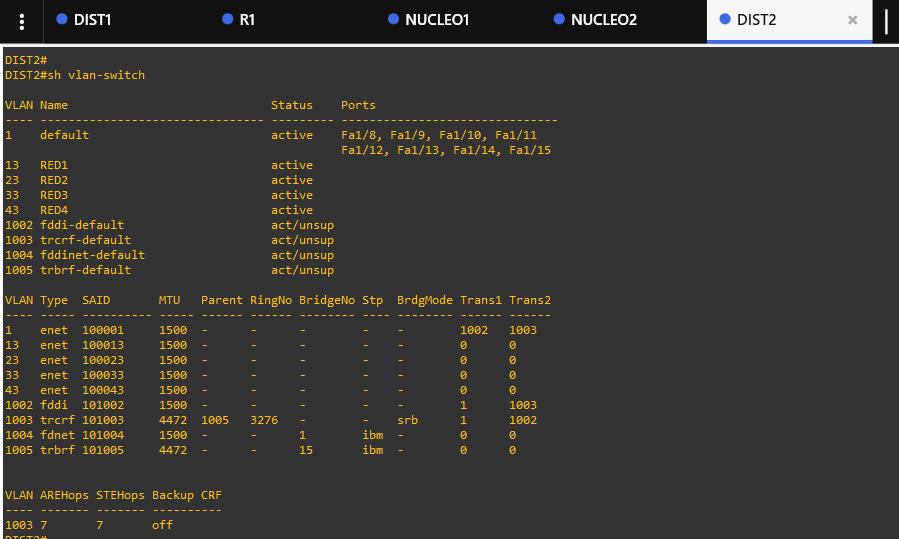 DIST1 R1 NUCLEO1 NUCLEO2 DIST2 ×
DIST2#
DIST2#sh vlan-switch
VLAN Name                             Status    Ports
---- -------------------------------- --------- -------------------------------
1    default                          active    Fa1/8, Fa1/9, Fa1/10, Fa1/11
                                                Fa1/12, Fa1/13, Fa1/14, Fa1/15
13   RED1                             active
23   RED2                             active
33   RED3                             active
43   RED4                             active
1002 fddi-default                     act/unsup
1003 trcrf-default                    act/unsup
1004 fddinet-default                  act/unsup
1005 trbrf-default                    act/unsup
VLAN Type  SAID       MTU   Parent RingNo BridgeNo Stp  BrdgMode Trans1 Trans2
---- ----- ---------- ----- ------ ------ -------- ---- -------- ------ ------
1    enet  100001     1500  -      -      -        -    -        1002   1003
13   enet  100013     1500  -      -      -        -    -        0      0
23   enet  100023     1500  -      -      -        -    -        0      0
33   enet  100033     1500  -      -      -        -    -        0      0
43   enet  100043     1500  -      -      -        -    -        0      0
1002 fddi  101002     1500  -      -      -        -    -        1      1003
1003 trcrf 101003     4472  1005   3276   -        -    srb      1      1002
1004 fdnet 101004     1500  -      -      1        ibm  -        0      0
1005 trbrf 101005     4472  -      -      15       ibm  -        0      0
VLAN AREHops STEHops Backup CRF
---- ------- ------- ----------
1003 7       7       off
DIST2#